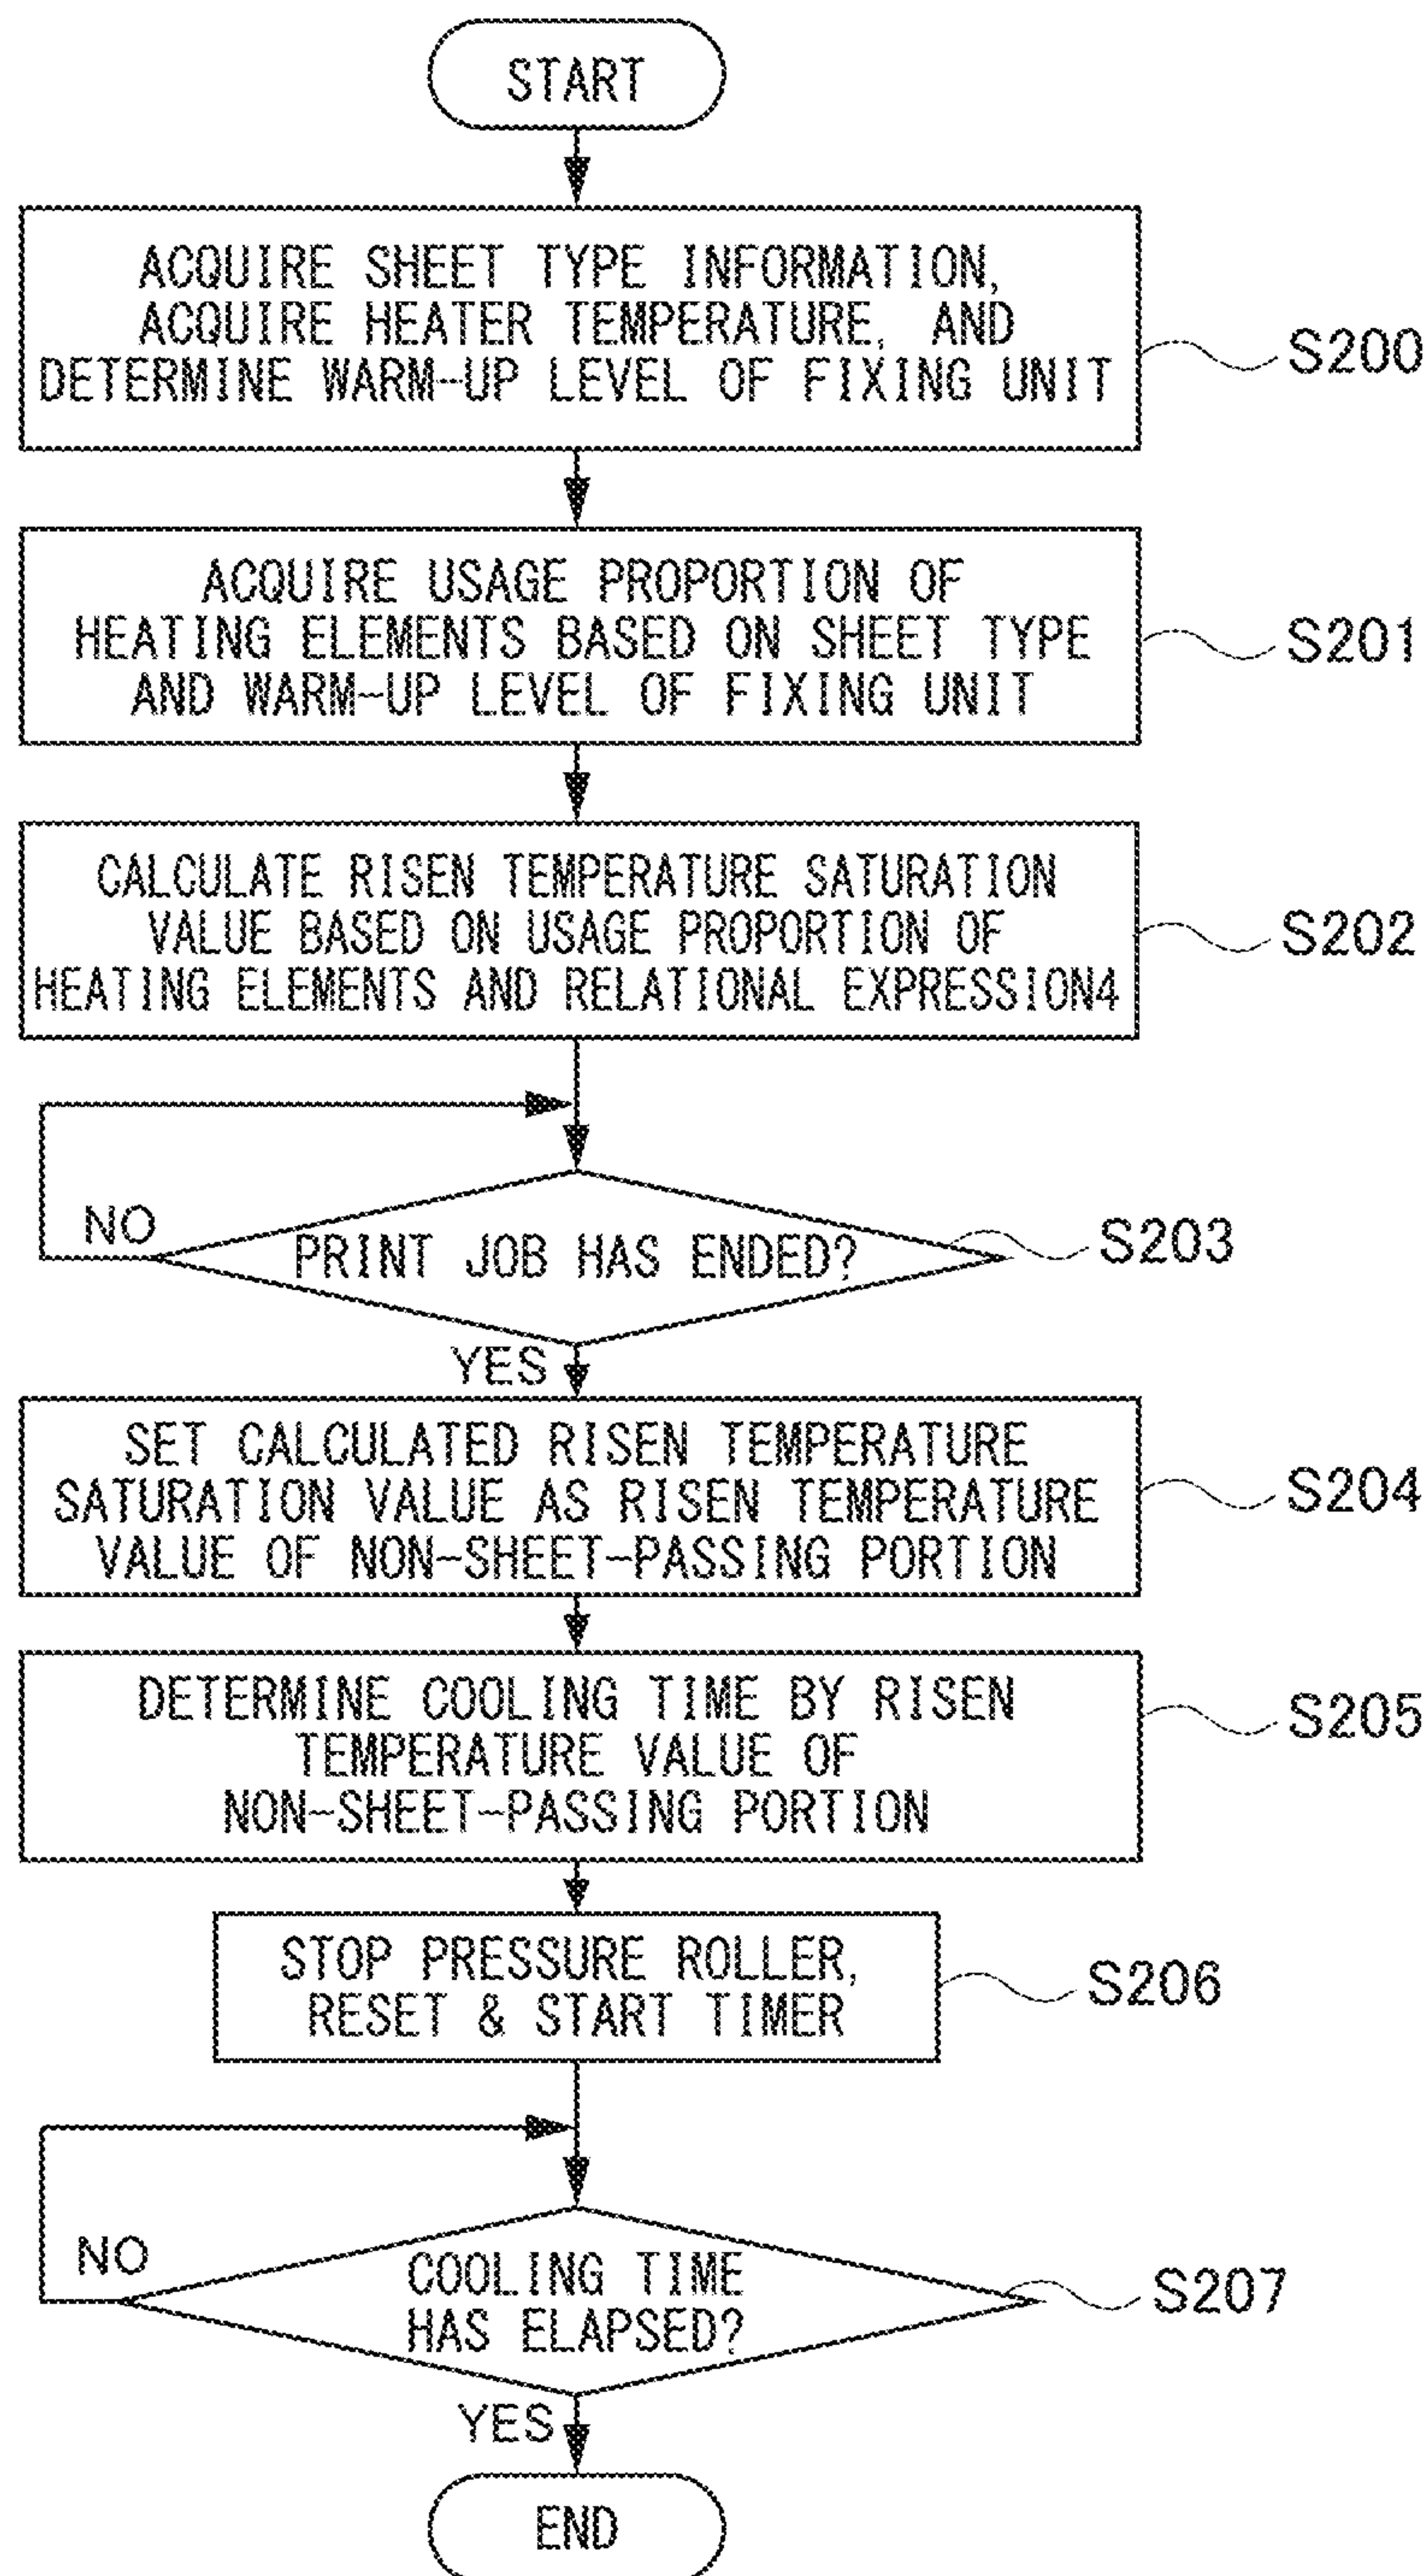 START
ACQUIRE SHEET TYPE INFORMATION,
ACQUIRE HEATER TEMPERATURE, AND
DETERMINE WARM-UP LEVEL OF FIXING UNIT
S200
ACQUIRE USAGE PROPORTION OF
HEATING ELEMENTS BASED ON SHEET TYPE
AND WARM-UP LEVEL OF FIXING UNIT
S201
CALCULATE RISEN TEMPERATURE SATURATION
VALUE BASED ON USAGE PROPORTION OF
HEATING ELEMENTS AND RELATIONAL EXPRESSION4
S202
NO
PRINT JOB HAS ENDED?
S203
YES
SET CALCULATED RISEN TEMPERATURE
SATURATION VALUE AS RISEN TEMPERATURE
VALUE OF NON-SHEET-PASSING PORTION
S204
DETERMINE COOLING TIME BY RISEN
TEMPERATURE VALUE OF
NON-SHEET-PASSING PORTION
S205
STOP PRESSURE ROLLER,
RESET & START TIMER
S206
NO
COOLING TIME
HAS ELAPSED?
S207
YES
END